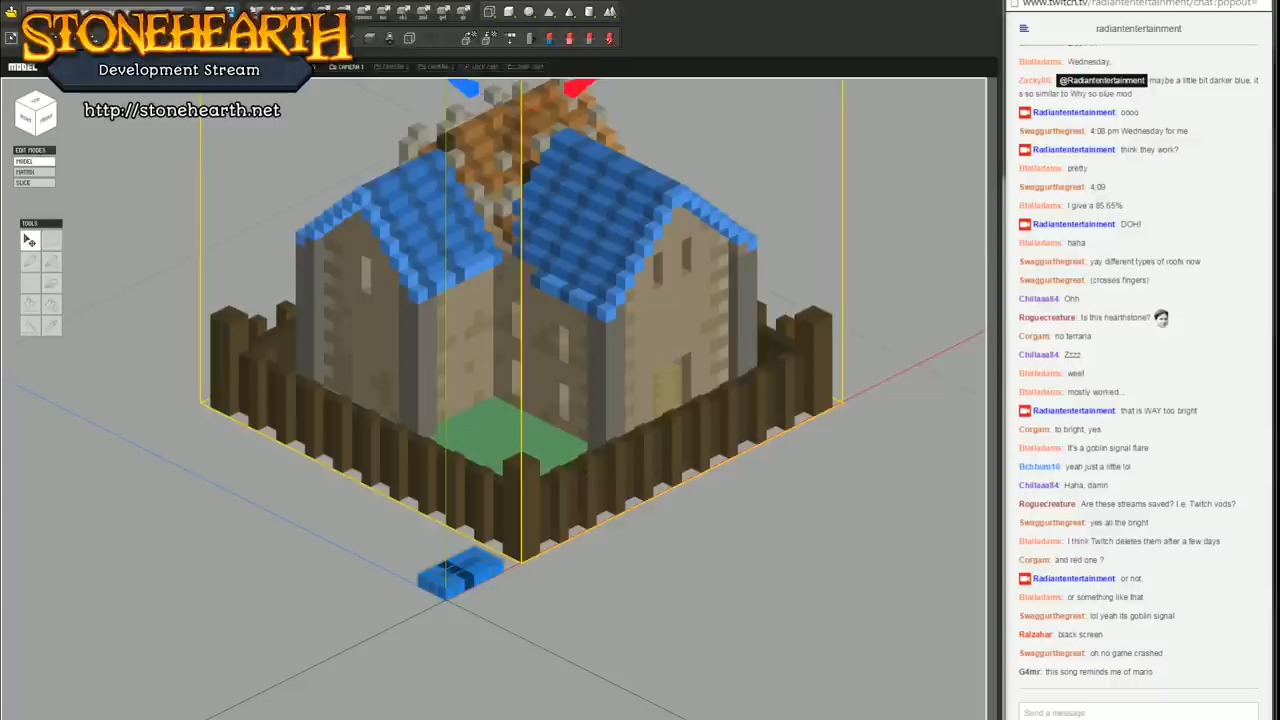 STONEHEARTH
Development Stream
http://stonehearth.net
MODEL
EDIT MODES
MODEL
MATRIX
SLICE
TOOLS
www.twitch.tv/radiantentertainment/chat?popout=
radiantentertainment
Blalladams: Wednesday,
@Radiantentertainment maybe a little bit darker blue, it
s so similar to Why so blue mod
Radiantentertainment: oooo
Swaggurthegreat: 4:08 pm Wednesday for me
Radiantentertainment: think they work?
Blalladams: pretty
Swaggurthegreat: 4:09
Blalladams: I give a 85.65%
Radiantentertainment: DOH!
Blalladams: haha
Swaggurthegreat: yay different types of roofs now
Swaggurthegreat: (crosses fingers)
Chillaaa84: Ohh
Roguecreature: Is this hearthstone?
Corgam: no terraria
Chillaaa84: Zzzz
Blalladams: wee!
Blalladams: mostly worked...
Radiantentertainment: that is WAY too bright
Corgam: to bright, yes
Blalladams: It's a goblin signal flare
yeah just a little lol
Chillaaa84: Haha, damn
Roguecreature: Are these streams saved? I.e. Twitch vods?
Swaggurthegreat: yes all the bright
Blalladams: I think Twitch deletes them after a few days
Corgam: and red one ?
Radiantentertainment: or not,
Blalladams: or something like that
Swaggurthegreat: lol yeah its goblin signal
Ralzahar: black screen
Swaggurthegreat: oh no game crashed
G4mr: this song reminds me of mario
Send a message